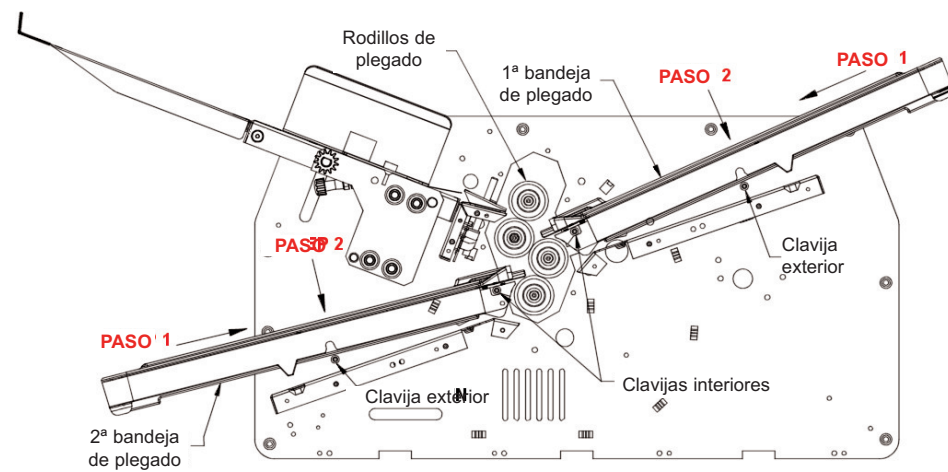 Rodillos de
plegado
1ª bandeja
de plegado
PASO 2
PASO 1
PASO 2
Clavija
exterior
PASO 1
Clavija exterior
Clavijas interiores
2ª bandeja
de plegado